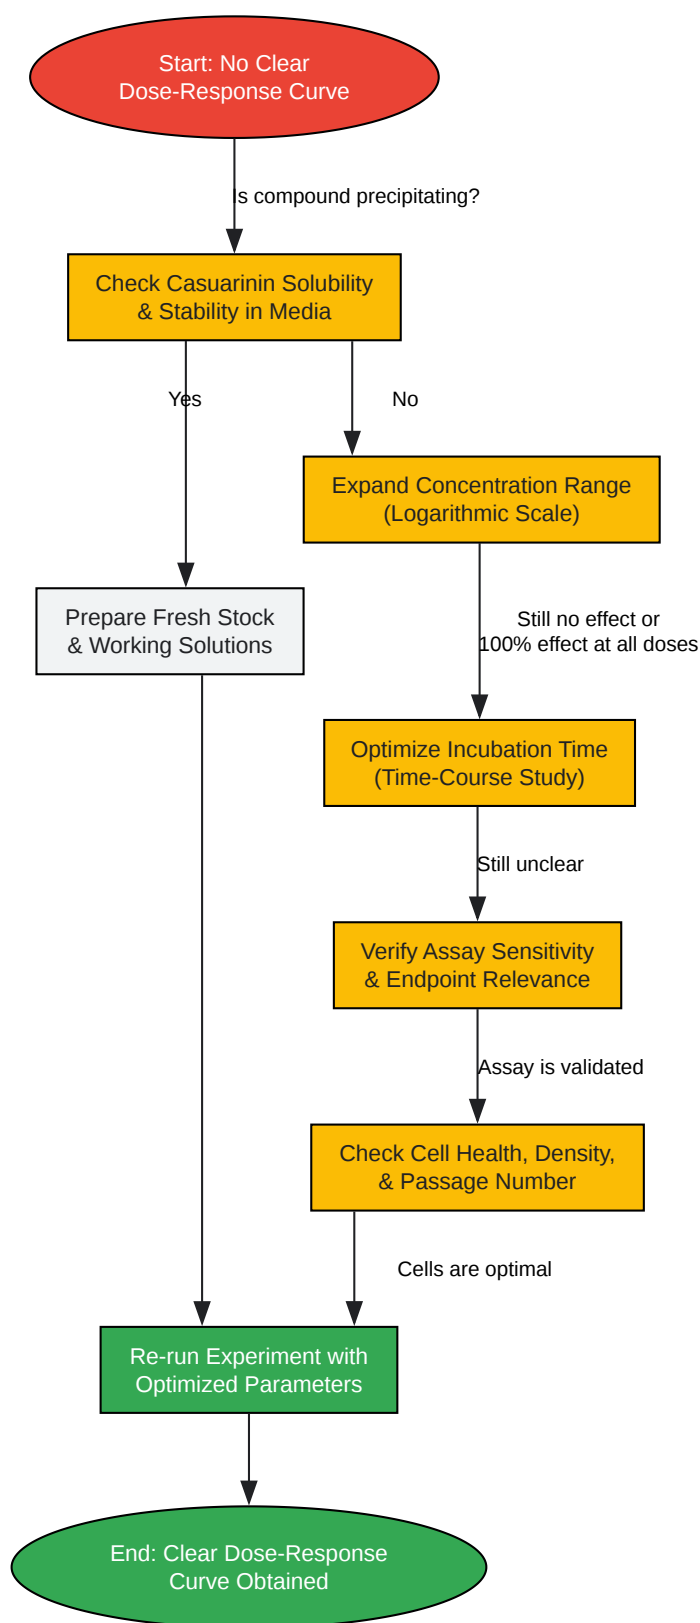 Start: No Clear
Dose-Response Curve
Is compound precipitating?
Check Casuarinin Solubility
& Stability in Media
Yes
No
Expand Concentration Range
(Logarithmic Scale)
Prepare Fresh Stock
& Working Solutions
Still no effect or
100% effect at all doses
Optimize Incubation Time
(Time-Course Study)
Still unclear
Verify Assay Sensitivity
& Endpoint Relevance
Assay is validated
Check Cell Health, Density,
& Passage Number
Cells are optimal
Re-run Experiment with
Optimized Parameters
End: Clear Dose-Response
Curve Obtained